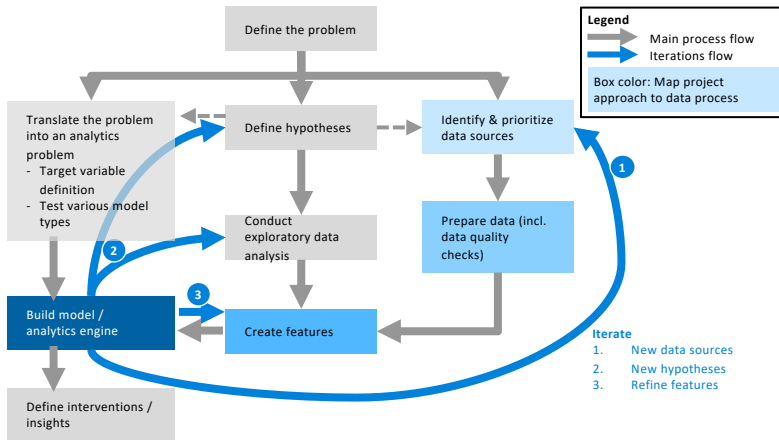 Define the problem
Legend
Main process flow
Iterations flow
Box color: Map project
approach to data process
Translate the problem
into an analytics
problem
- Target variable
definition
- Test various model
types
Define hypotheses
Identify & prioritize
data sources
1
Conduct
exploratory data
analysis
Prepare data (incl.
data quality
checks)
2
3
Build model /
analytics engine
Create features
Iterate
1. New data sources
2. New hypotheses
3. Refine features
Define interventions /
insights